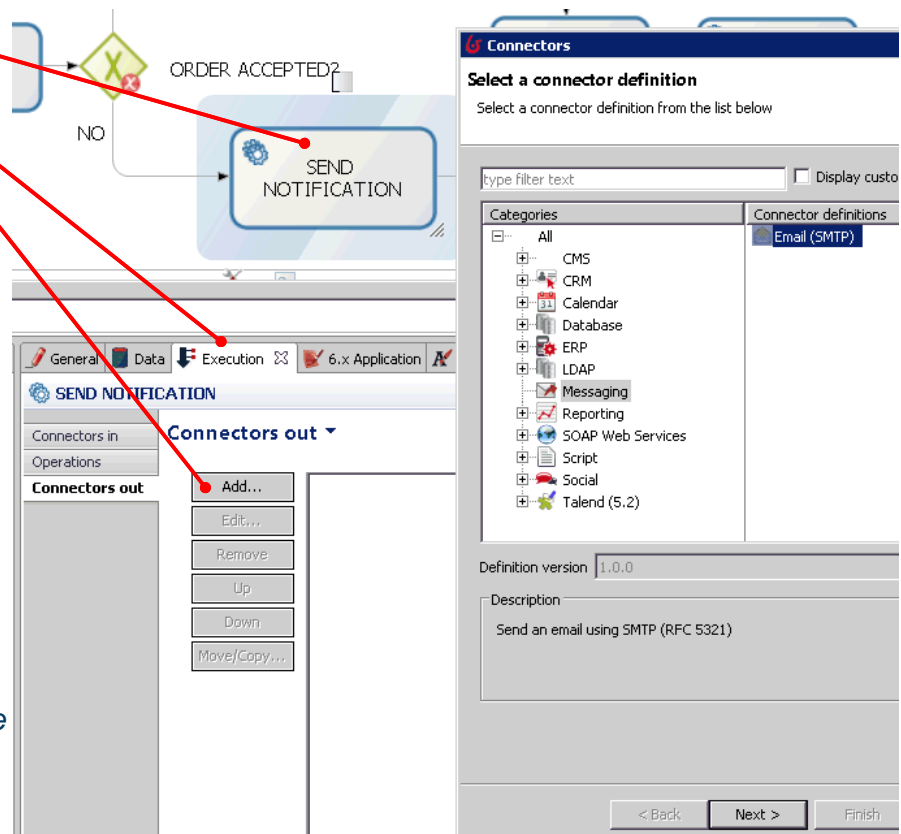 ORDER ACCEPTED?
NO
SEND
NOTIFICATION
General
Data
Execution
6.x Application
SEND NOTIFICATION
Connectors in
Operations
Connectors out
Connectors out
Add...
Edit...
Remove
Up
Down
Move/Copy...
e
Connectors
Select a connector definition
Select a connector definition from the list below
type filter text
Display custo
Categories
Connector definitions
All
CMS
CRM
31 Calendar
Database
ERP
LDAP
Messaging
Reporting
SOAP Web Services
Script
Social
Talend (5.2)
Email (SMTP)
Definition version 1.0.0
Description
Send an email using SMTP (RFC 5321)
< Back
Next >
Finish